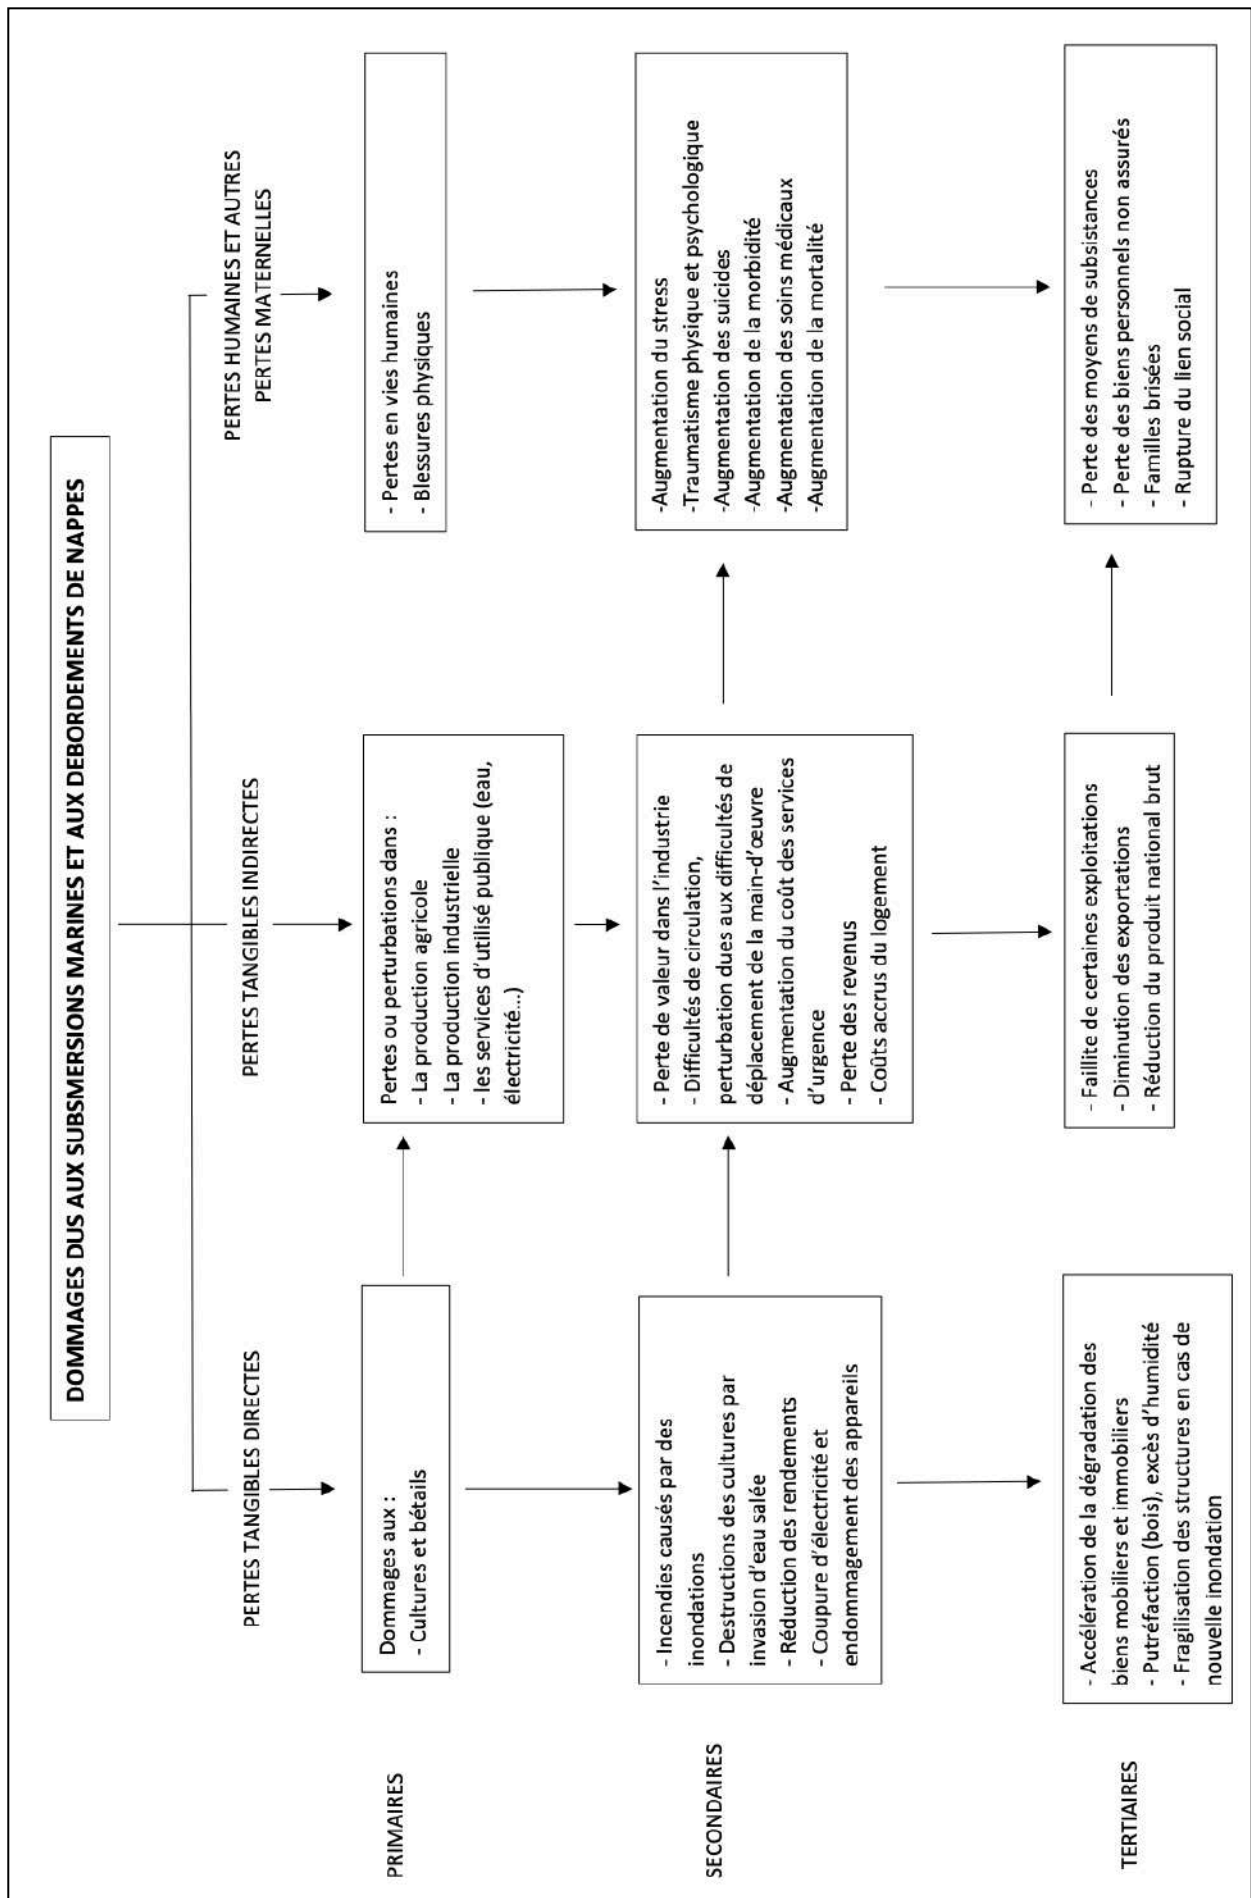 DOMMAGES DUS AUX SUBSMERSIONS MARINES ET AUX DEBORDEMENTS DE NAPPES
PERTES TANGIBLES DIRECTES
PERTES TANGIBLES INDIRECTES
PERTES HUMAINES ET AUTRES
PERTES MATERNELLES
PRIMAIRES
Dommages aux :
- Cultures et bétails
Pertes ou perturbations dans :
- La production agricole
- La production industrielle
- les services d'utilisé publique (eau,
électricité...)
- Pertes en vies humaines
- Blessures physiques
SECONDAIRES
- Incendies causés par des
inondations
- Destructions des cultures par
invasion d'eau salée
- Réduction des rendements
- Coupure d'électricité et
endommagement des appareils
- Perte de valeur dans l'industrie
- Difficultés de circulation,
perturbation dues aux difficultés de
déplacement de la main-d'œuvre
- Augmentation du coût des services
d'urgence
- Perte des revenus
- Coûts accrus du logement
-Augmentation du stress
-Traumatisme physique et psychologique
-Augmentation des suicides
-Augmentation de la morbidité
-Augmentation des soins médicaux
-Augmentation de la mortalité
TERTIAIRES
- Accélération de la dégradation des
biens mobiliers et immobiliers
- Putréfaction (bois), excès d'humidité
- Fragilisation des structures en cas de
nouvelle inondation
- Faillite de certaines exploitations
- Diminution des exportations
- Réduction du produit national brut
- Perte des moyens de subsistances
- Perte des biens personnels non assurés
- Familles brisées
- Rupture du lien social